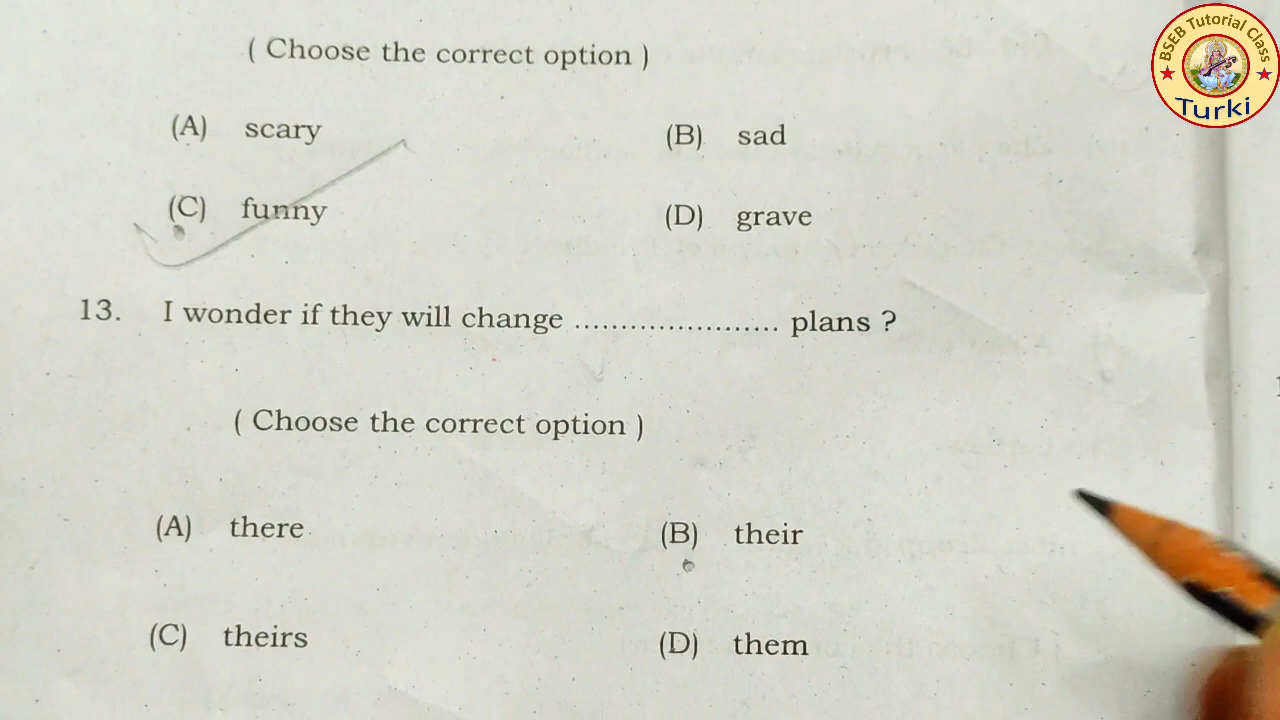 ( Choose the correct option )
(A) scary (B) sad
(C) funny (D) grave
13. I wonder if they will change ...................... plans ?
( Choose the correct option )
(A) there (B) their
(C) theirs (D) them
BSEB Tutorial Class
Turki